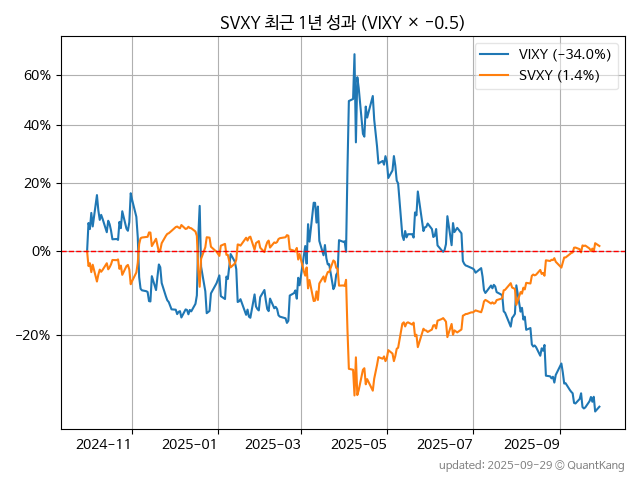 SVXY 최근 1년 성과 (VIXY × −0.5)
VIXY (−34.0%)
SVXY (1.4%)
60%
40%
20%
0%
−20%
2024-11
2025-01
2025-03
2025-05
2025-07
2025-09
updated: 2025-09-29 © QuantKang